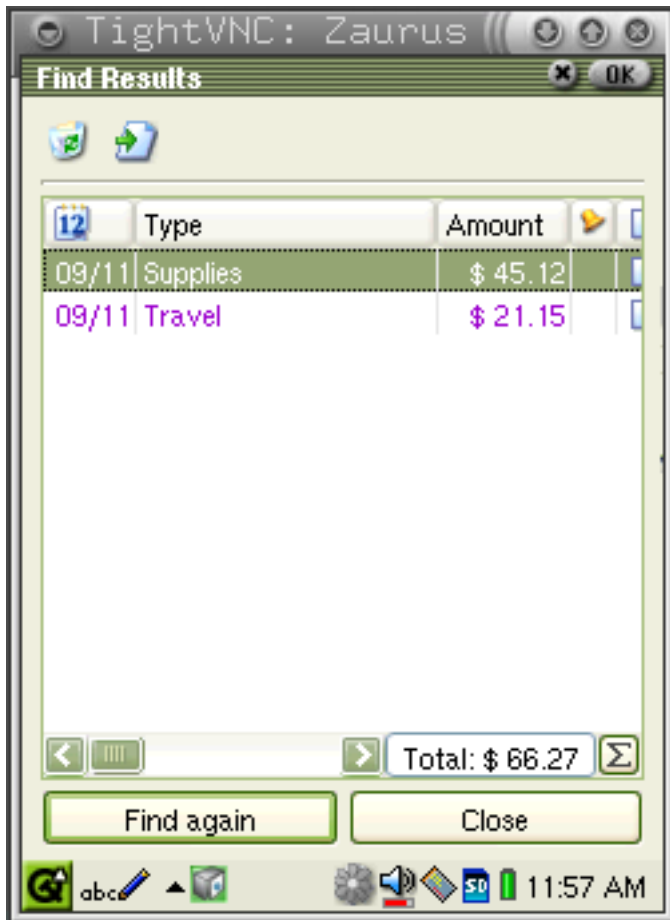 TightVNC: Zaurus
Find Results OK
12 Type Amount
09/11 Supplies $ 45.12
09/11 Travel $ 21.15
Total: $ 66.27 Σ
Find again Close
abc SD 11:57 AM